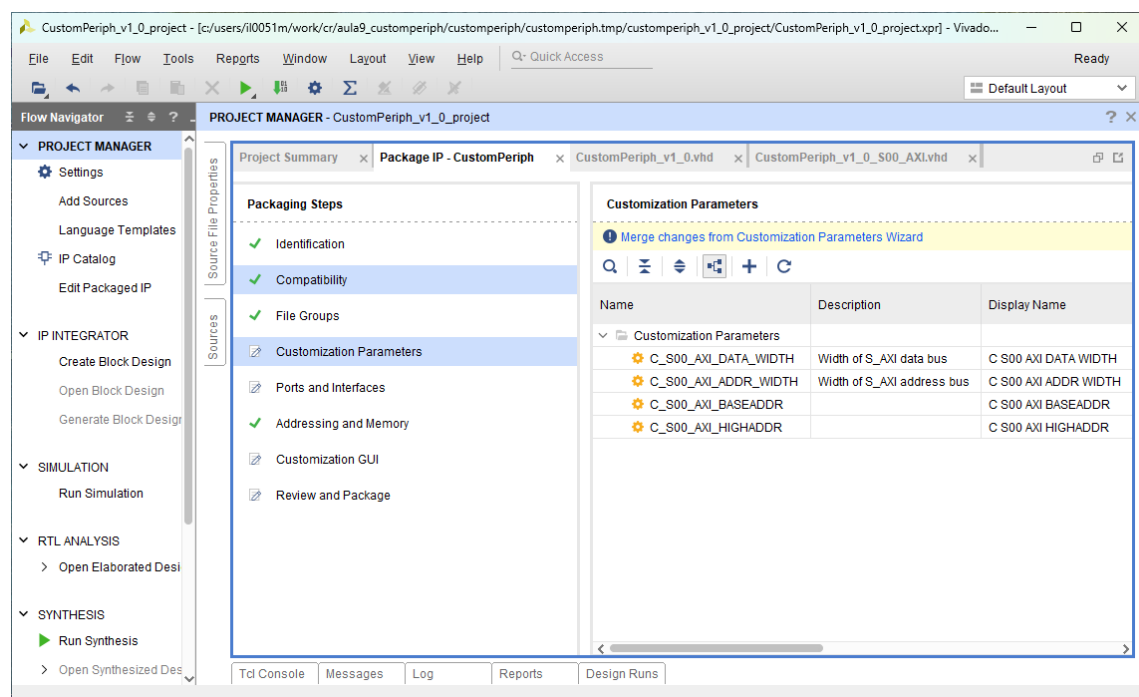 CustomPeriph_v1_0_project - [c:/users/il0051m/work/cr/aula9_customperiph/customperiph/customperiph.tmp/customperiph_v1_0_project/CustomPeriph_v1_0_project.xpr] - Vivado...
File Edit Flow Tools Reports Window Layout View Help Q- Quick Access Ready
Default Layout
Flow Navigator
PROJECT MANAGER - CustomPeriph_v1_0_project
PROJECT MANAGER
Settings
Add Sources
Language Templates
IP Catalog
Edit Packaged IP
IP INTEGRATOR
Create Block Design
Open Block Design
Generate Block Design
SIMULATION
Run Simulation
RTL ANALYSIS
Open Elaborated Desi
SYNTHESIS
Run Synthesis
Open Synthesized Des
Source File Properties
Sources
Project Summary Package IP - CustomPeriph CustomPeriph_v1_0.vhd CustomPeriph_v1_0_S00_AXI.vhd
Packaging Steps
Identification
Compatibility
File Groups
Customization Parameters
Ports and Interfaces
Addressing and Memory
Customization GUI
Review and Package
Customization Parameters
Merge changes from Customization Parameters Wizard
Name Description Display Name
Customization Parameters
C_S00_AXI_DATA_WIDTH Width of S_AXI data bus C S00 AXI DATA WIDTH
C_S00_AXI_ADDR_WIDTH Width of S_AXI address bus C S00 AXI ADDR WIDTH
C_S00_AXI_BASEADDR C S00 AXI BASEADDR
C_S00_AXI_HIGHADDR C S00 AXI HIGHADDR
Tcl Console Messages Log Reports Design Runs